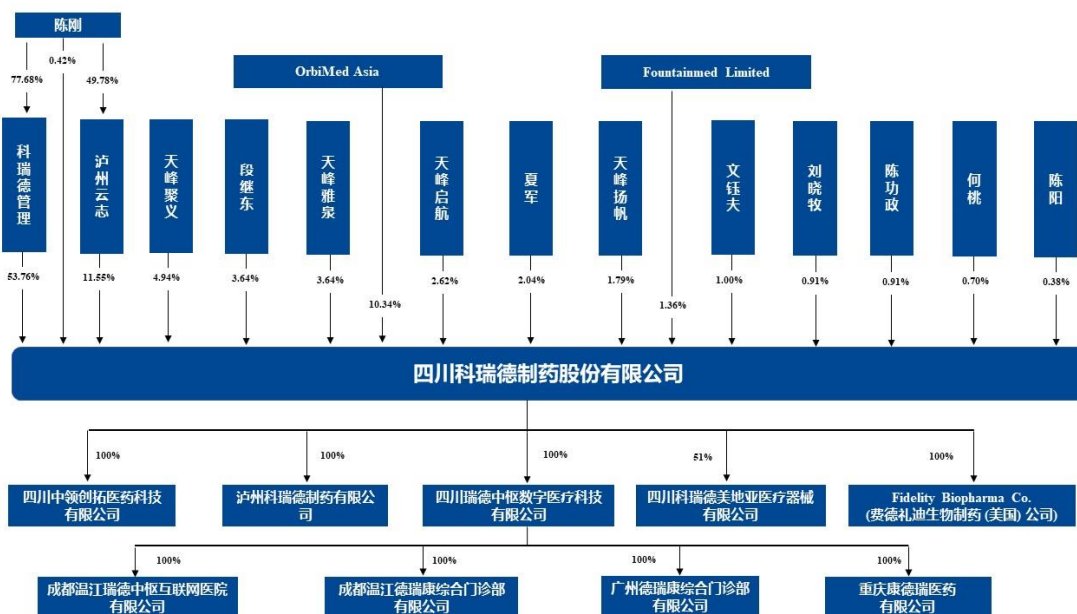 陈刚
77.68%
0.42%
49.78%
OrbiMed Asia
Fountainmed Limited
科瑞德管理
泸州云志
天峰聚义
段继东
天峰雅泉
天峰启航
夏军
天峰扬帆
文钰夫
刘晓牧
陈功政
何桃
陈阳
53.76%
11.55%
4.94%
3.64%
3.64%
10.34%
2.62%
2.04%
1.79%
1.36%
1.00%
0.91%
0.91%
0.70%
0.38%
四川科瑞德制药股份有限公司
100%
100%
100%
51%
100%
四川中领创拓医药科技
有限公司
泸州科瑞德制药有限公
司
四川瑞德中枢数字医疗科技
有限公司
四川科瑞德美地亚医疗器械
有限公司
Fidelity Biopharma Co.
(费德礼迪生物制药 (美国) 公司)
100%
100%
100%
100%
成都温江瑞德中枢互联网医院
有限公司
成都温江德瑞康综合门诊部
有限公司
广州德瑞康综合门诊部
有限公司
重庆康德瑞医药
有限公司